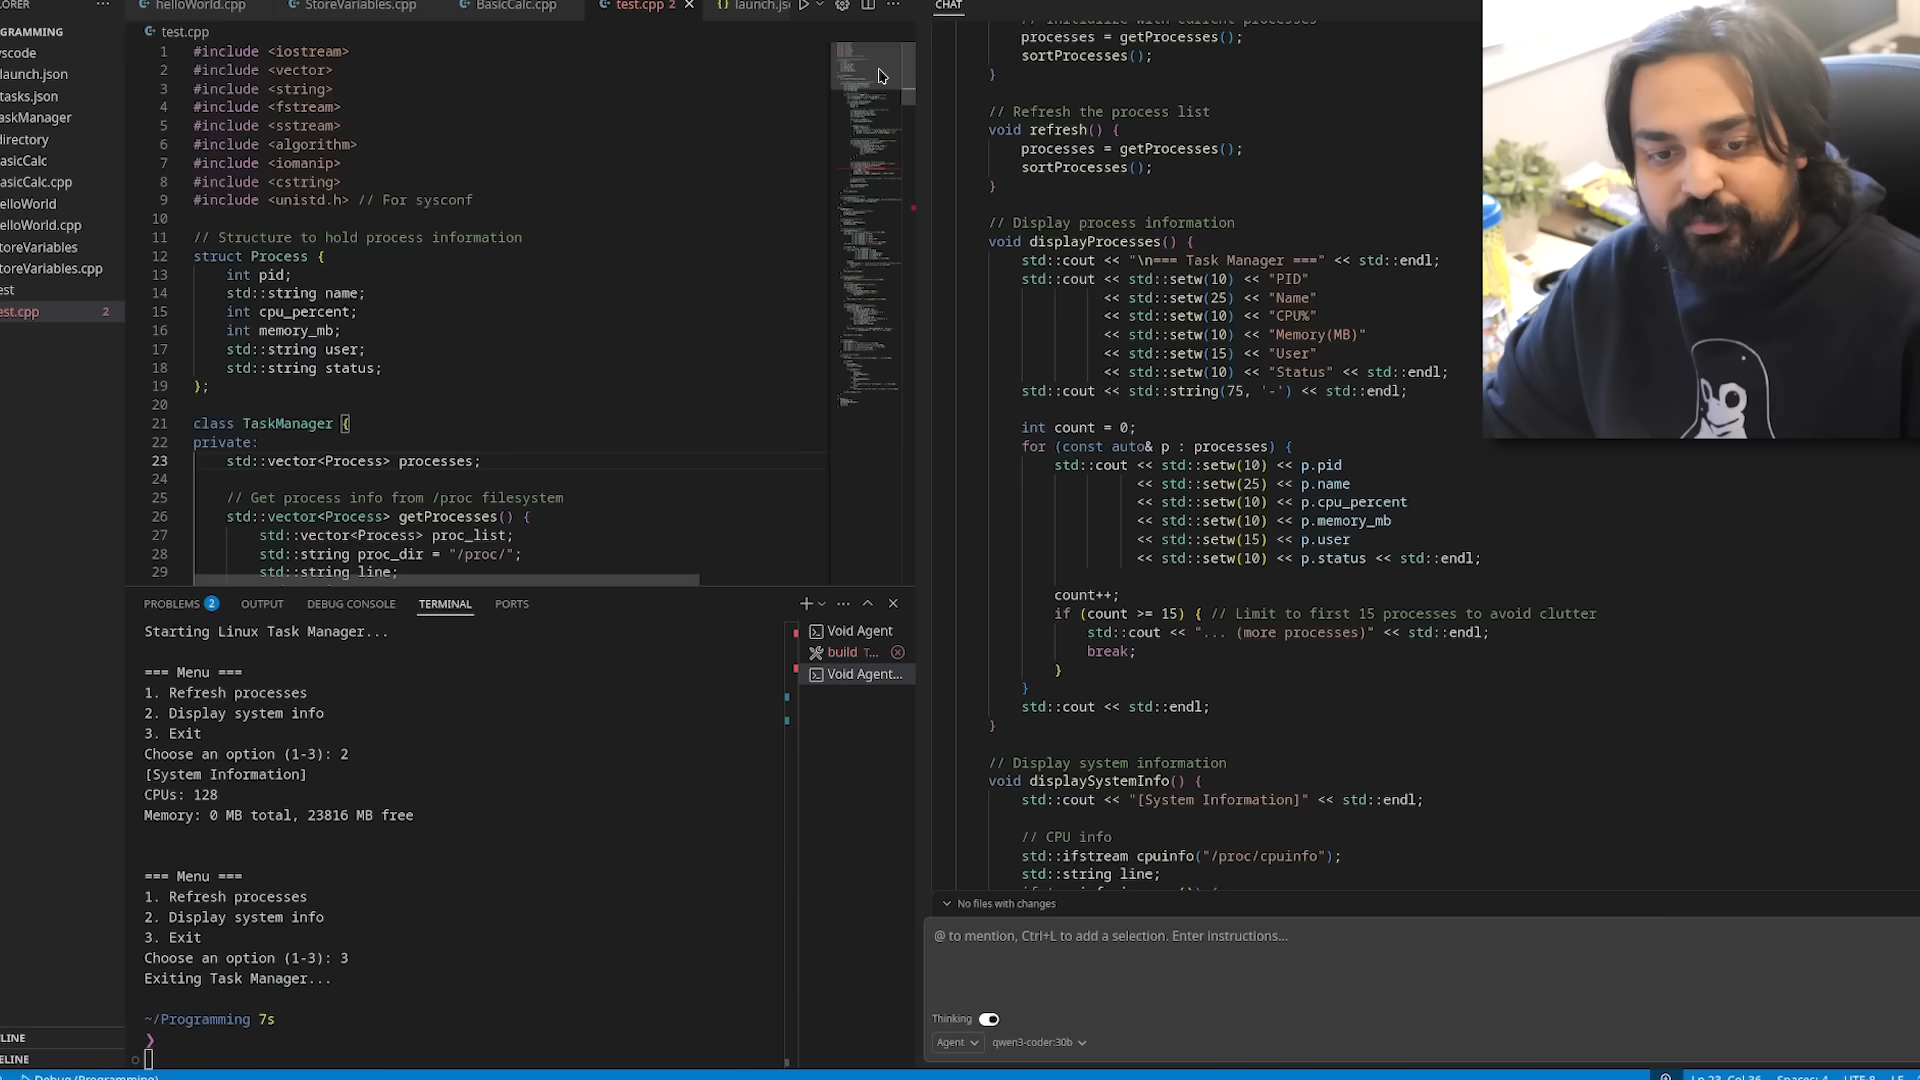 LORER
helloWorld.cpp
StoreVariables.cpp
BasicCalc.cpp
test.cpp 2
launch.js
CHAT
GRAMMING
scode
launch.json
tasks.json
askManager
directory
asicCalc
asicCalc.cpp
elloWorld
elloWorld.cpp
toreVariables
toreVariables.cpp
est
est.cpp 2
LINE
ELINE
test.cpp
1 #include <iostream>
2 #include <vector>
3 #include <string>
4 #include <fstream>
5 #include <sstream>
6 #include <algorithm>
7 #include <iomanip>
8 #include <cstring>
9 #include <unistd.h> // For sysconf
10
11 // Structure to hold process information
12 struct Process {
13 int pid;
14 std::string name;
15 int cpu_percent;
16 int memory_mb;
17 std::string user;
18 std::string status;
19 };
20
21 class TaskManager {
22 private:
23 std::vector<Process> processes;
24
25 // Get process info from /proc filesystem
26 std::vector<Process> getProcesses() {
27 std::vector<Process> proc_list;
28 std::string proc_dir = "/proc/";
29 std::string line;
PROBLEMS 2 OUTPUT DEBUG CONSOLE TERMINAL PORTS
Starting Linux Task Manager...
=== Menu ===
1. Refresh processes
2. Display system info
3. Exit
Choose an option (1-3): 2
[System Information]
CPUs: 128
Memory: 0 MB total, 23816 MB free
=== Menu ===
1. Refresh processes
2. Display system info
3. Exit
Choose an option (1-3): 3
Exiting Task Manager...
~/Programming 7s
❯
Void Agent
build T...
Void Agent...
// Initialize with current processes
processes = getProcesses();
sortProcesses();
}
// Refresh the process list
void refresh() {
processes = getProcesses();
sortProcesses();
}
// Display process information
void displayProcesses() {
std::cout << "\n=== Task Manager ===" << std::endl;
std::cout << std::setw(10) << "PID"
<< std::setw(25) << "Name"
<< std::setw(10) << "CPU%"
<< std::setw(10) << "Memory(MB)"
<< std::setw(15) << "User"
<< std::setw(10) << "Status" << std::endl;
std::cout << std::string(75, '-') << std::endl;
int count = 0;
for (const auto& p : processes) {
std::cout << std::setw(10) << p.pid
<< std::setw(25) << p.name
<< std::setw(10) << p.cpu_percent
<< std::setw(10) << p.memory_mb
<< std::setw(15) << p.user
<< std::setw(10) << p.status << std::endl;
count++;
if (count >= 15) { // Limit to first 15 processes to avoid clutter
std::cout << "... (more processes)" << std::endl;
break;
}
}
std::cout << std::endl;
}
// Display system information
void displaySystemInfo() {
std::cout << "[System Information]" << std::endl;
// CPU info
std::ifstream cpuinfo("/proc/cpuinfo");
std::string line;
No files with changes
@ to mention, Ctrl+L to add a selection. Enter instructions...
Thinking
Agent qwen3-coder:30b
Debug (Programming)
Ln 23, Col 36 Spaces: 4 UTF-8 LF